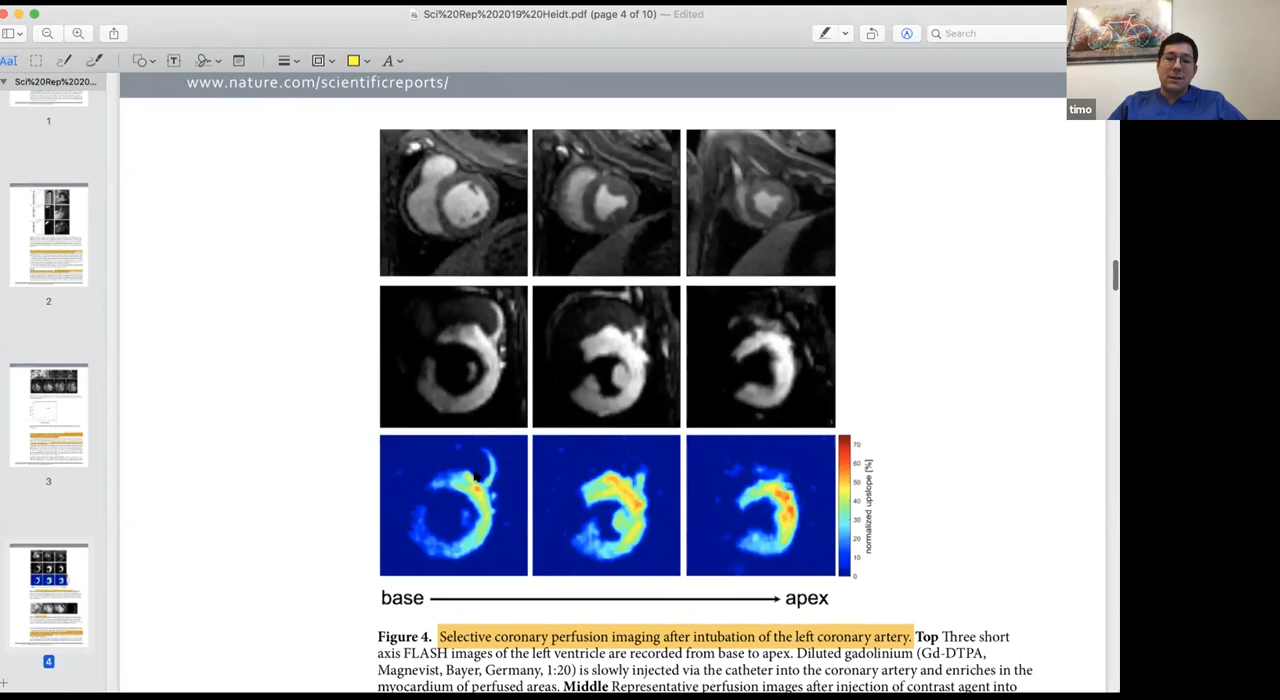 Sci%20Rep%202019%20Heidt.pdf (page 4 of 10) — Edited
Search
timo
AaI
T
A
Sci%20Rep%2020...
www.nature.com/scientificreports/
1
2
3
4
70
60
50
40
30
20
10
0
normalized upslope [%]
base
apex
Figure 4. Selective coronary perfusion imaging after intubation of the left coronary artery. Top Three short
axis FLASH images of the left ventricle are recorded from base to apex. Diluted gadolinium (Gd-DTPA,
Magnevist, Bayer, Germany, 1:20) is slowly injected via the catheter into the coronary artery and enriches in the
myocardium of perfused areas. Middle Representative perfusion images after injection of contrast agent into